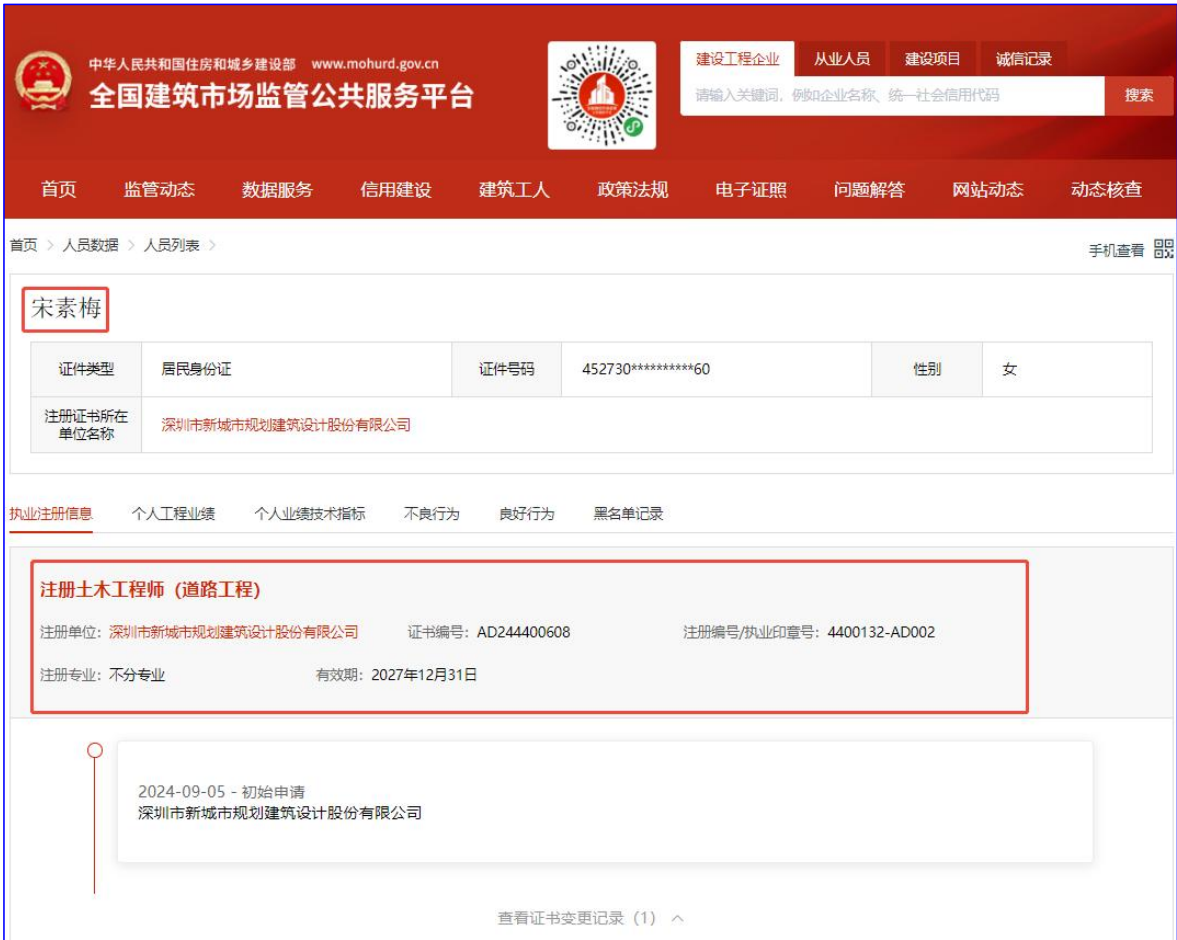 中华人民共和国住房和城乡建设部 www.mohurd.gov.cn
全国建筑市场监管公共服务平台
建设工程企业 从业人员 建设项目 诚信记录
请输入关键词，例如企业名称、统一社会信用代码 搜索
首页 监管动态 数据服务 信用建设 建筑工人 政策法规 电子证照 问题解答 网站动态 动态核查
首页 > 人员数据 > 人员列表 >
手机查看
宋素梅
证件类型 居民身份证 证件号码 452730**********60 性别 女
注册证书所在
单位名称
深圳市新城市规划建筑设计股份有限公司
执业注册信息 个人工程业绩 个人业绩技术指标 不良行为 良好行为 黑名单记录
注册土木工程师（道路工程）
注册单位：深圳市新城市规划建筑设计股份有限公司 证书编号：AD244400608 注册编号/执业印章号：4400132-AD002
注册专业：不分专业 有效期：2027年12月31日
2024-09-05 - 初始申请
深圳市新城市规划建筑设计股份有限公司
查看证书变更记录（1）